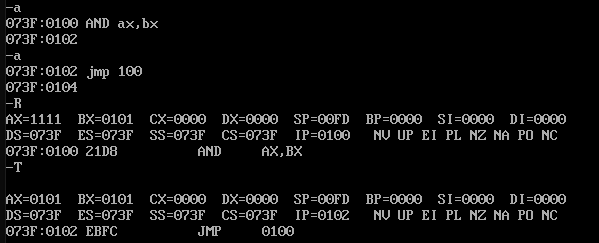 -a
073F:0100 AND ax,bx
073F:0102
-a
073F:0102 jmp 100
073F:0104
-R
AX=1111 BX=0101 CX=0000 DX=0000 SP=00FD BP=0000 SI=0000 DI=0000
DS=073F ES=073F SS=073F CS=073F IP=0100 NV UP EI PL NZ NA PO NC
073F:0100 21D8 AND AX,BX
-T
AX=0101 BX=0101 CX=0000 DX=0000 SP=00FD BP=0000 SI=0000 DI=0000
DS=073F ES=073F SS=073F CS=073F IP=0102 NV UP EI PL NZ NA PO NC
073F:0102 EBFC JMP 0100